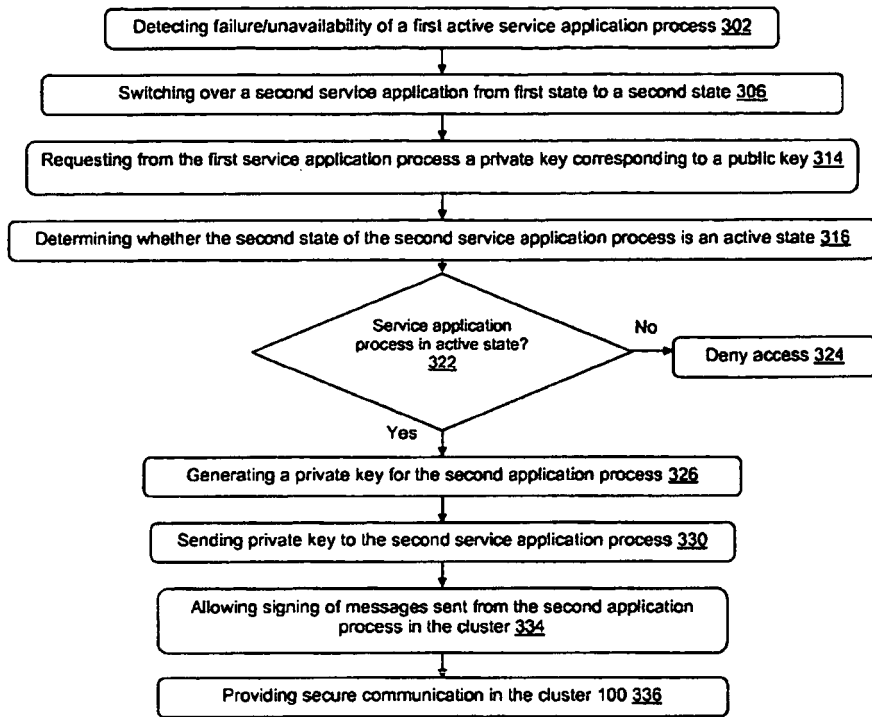 Detecting failure/unavailability of a first active service application process 302
Switching over a second service application from first state to a second state 306
Requesting from the first service application process a private key corresponding to a public key 314
Determining whether the second state of the second service application process is an active state 316
Service application
process in active state?
322
No
Deny access 324
Yes
Generating a private key for the second application process 326
Sending private key to the second service application process 330
Allowing signing of messages sent from the second application
process in the cluster 334
Providing secure communication in the cluster 100 336